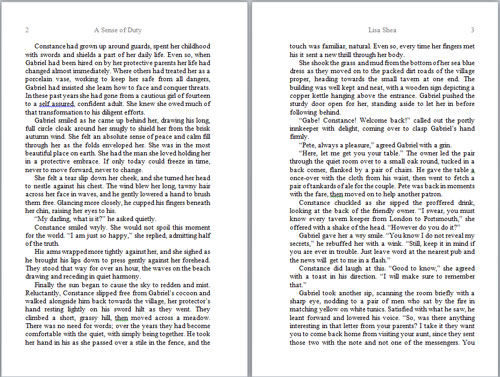 2 A Sense of Duty
Constance had grown up around guards, spent her childhood
with swords and shields a part of her daily life. Even so, when
Gabriel had been hired on by her protective parents her life had
changed almost immediately. Where others had treated her as a
porcelain vase, working to keep her safe from all dangers,
Gabriel had insisted she learn how to face and conquer threats.
In these past years she had gone from a cautious girl of fourteen
to a self assured, confident adult. She knew she owed much of
that transformation to his diligent efforts.
Gabriel smiled as he came up behind her, drawing his long,
full circle cloak around her snugly to shield her from the brisk
autumn wind. She felt an absolute sense of peace and calm fill
through her as the folds enveloped her. She was in the most
beautiful place on earth. She had the man she loved holding her
in a protective embrace. If only today could freeze in time,
never to move forward, never to change.
She felt a tear slip down her cheek, and she turned her head
to nestle against his chest. The wind blew her long, tawny hair
across her face in waves, and he gently lowered a hand to brush
them free. Glancing more closely, he cupped his fingers beneath
her chin, raising her eyes to his.
"My darling, what is it?" he asked quietly.
Constance smiled wryly. She would not spoil this moment
for the world. "I am just so happy," she replied, admitting half
of the truth.
His arms wrapped more tightly against her, and she sighed as
he brought his lips down to press gently against her forehead.
They stood that way for over an hour, the waves on the beach
drawing and receding in quiet harmony.
Finally the sun began to cause the sky to redden and mist.
Reluctantly, Constance slipped free from Gabriel's cocoon and
walked alongside him back towards the village, her protector's
hand resting lightly on his sword hilt as they went. They
climbed a short, grassy hill, then moved across a meadow.
There was no need for words; over the years they had become
comfortable with the quiet, with simply being together. He took
her hand in his as she passed over a stile in the fence, and the
Lisa Shea 3
touch was familiar, natural. Even so, every time her fingers met
his it sent a new thrill through her body.
She shook the grass and mud from the bottom of her sea blue
dress as they moved on to the packed dirt roads of the village
proper, heading towards the small tavern at one end. The
building was well kept and neat, with a wooden sign depicting a
copper kettle hanging above the entrance. Gabriel pushed the
sturdy door open for her, standing aside to let her in before
following behind.
"Gabe! Constance! Welcome back!" called out the portly
innkeeper with delight, coming over to clasp Gabriel's hand
firmly.
"Pete, always a pleasure," agreed Gabriel with a grin.
"Here, let me get you your table." The owner led the pair
through the quiet room over to a small oak round, tucked in a
back corner, flanked by a pair of chairs. He gave the table a
once-over with the cloth from his waist, then went to fetch a
pair of tankards of ale for the couple. Pete was back in moments
with the fare, then moved on to help another patron.
Constance chuckled as she sipped the proffered drink,
looking at the back of the friendly owner. "I swear, you must
know every tavern keeper from London to Portsmouth," she
offered with a shake of the head. "However do you do it?"
Gabriel gave her a wry smile. "You know I do not reveal my
secrets," he rebuffed her with a wink. "Still, keep it in mind if
you are ever in trouble. Just leave word at the nearest pub and
the news will get to me in a flash."
Constance did laugh at this. "Good to know," she agreed
with a toast in his direction. "I will make sure to remember
that."
Gabriel took another sip, scanning the room briefly with a
sharp eye, nodding to a pair of men who sat by the fire in
matching yellow on white tunics. Satisfied with what he saw, he
leant forward and lowered his voice. "So, was there anything
interesting in that letter from your parents? I take it they want
you to come back home from visiting your aunt, since they sent
those two with the note and not one of the messengers. You